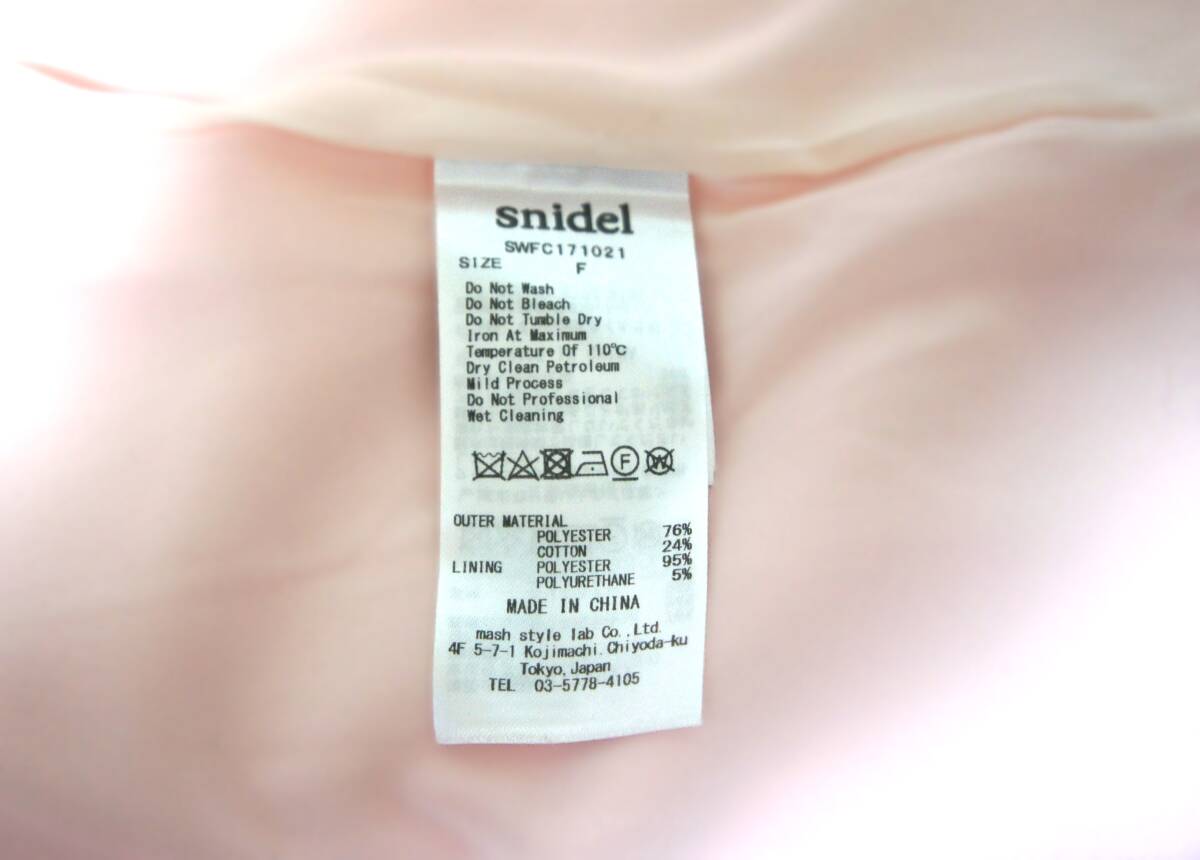 snidel
SWFC171021
SIZE F
Do Not Wash
Do Not Bleach
Do Not Tumble Dry
Iron At Maximum
Temperature Of 110℃
Dry Clean Petroleum
Mild Process
Do Not Professional
Wet Cleaning
F W
OUTER MATERIAL
POLYESTER 76%
COTTON 24%
LINING POLYESTER 95%
POLYURETHANE 5%
MADE IN CHINA
mash style lab Co.,Ltd.
4F 5-7-1 Kojimachi.Chiyoda-ku
Tokyo,Japan
TEL 03-5778-4105